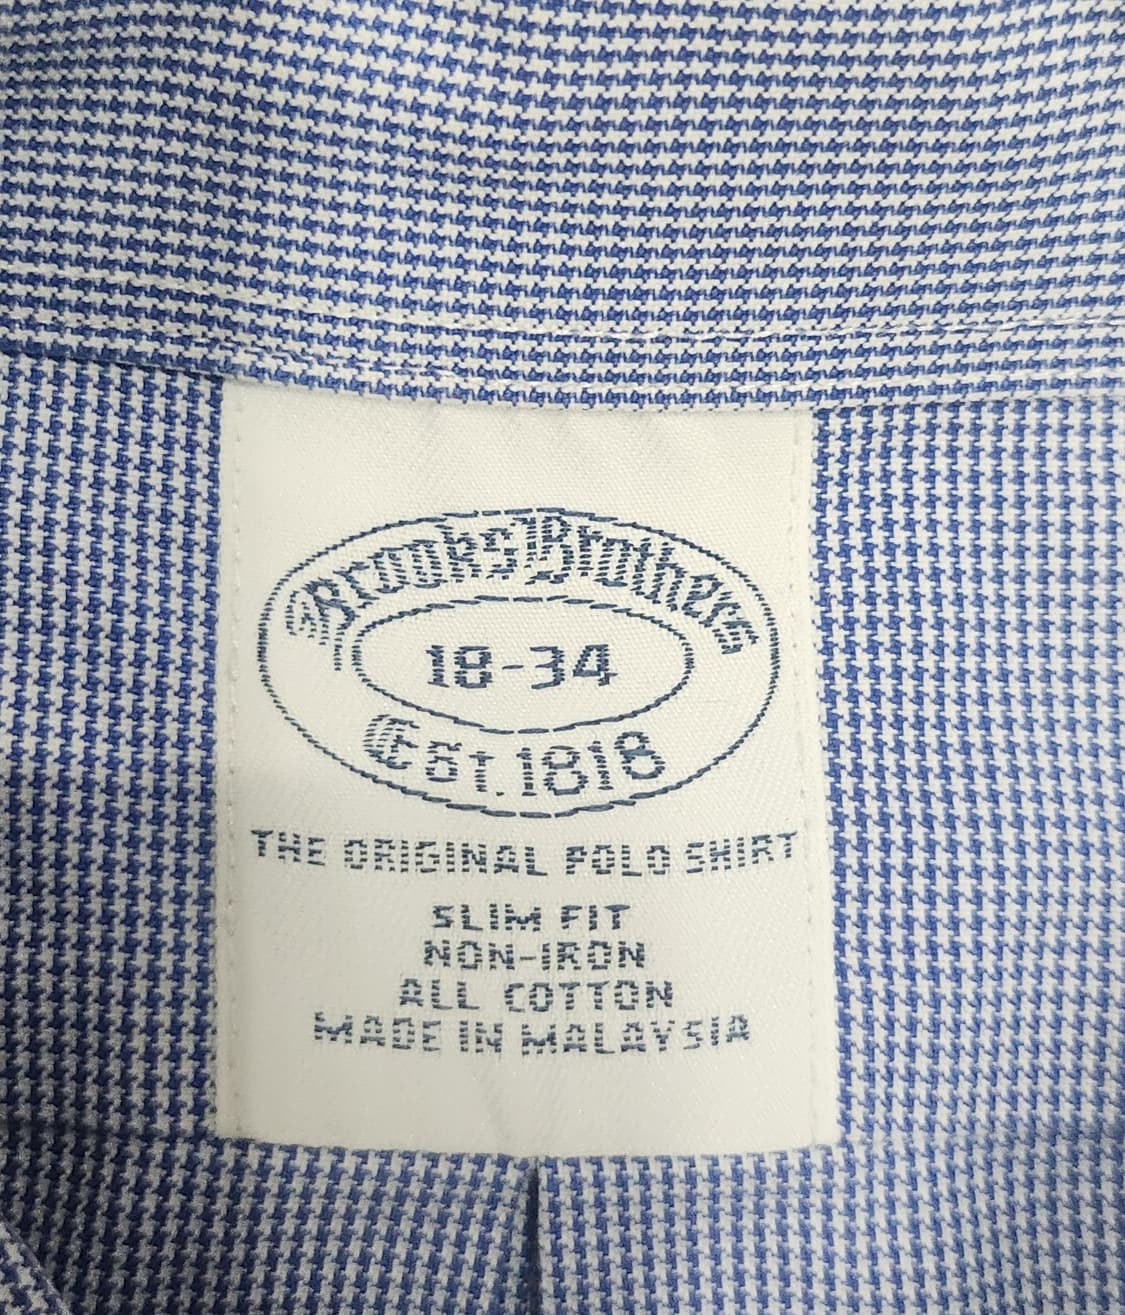 Brooks Brothers
18-34
Est. 1818
THE ORIGINAL POLO SHIRT
SLIM FIT
NON-IRON
ALL COTTON
MADE IN MALAYSIA